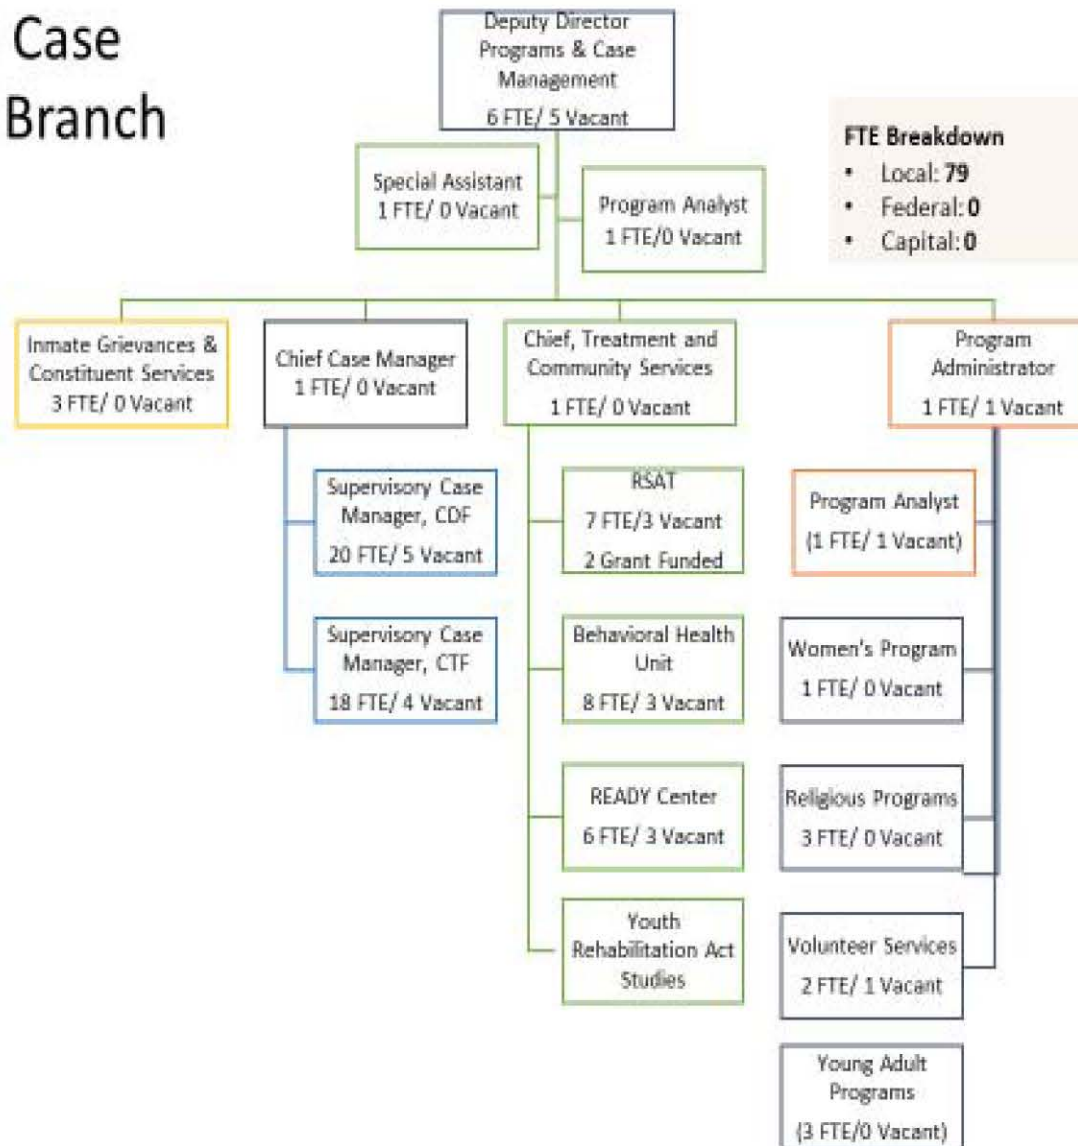 Case
Branch
Deputy Director
Programs & Case
Management
6 FTE/ 5 Vacant
FTE Breakdown
• Local: 79
• Federal: 0
• Capital: 0
Special Assistant
1 FTE/ 0 Vacant
Program Analyst
1 FTE/0 Vacant
Inmate Grievances &
Constituent Services
3 FTE/ 0 Vacant
Chief Case Manager
1 FTE/ 0 Vacant
Chief, Treatment and
Community Services
1 FTE/ 0 Vacant
Program
Administrator
1 FTE/ 1 Vacant
Supervisory Case
Manager, CDF
20 FTE/ 5 Vacant
Supervisory Case
Manager, CTF
18 FTE/ 4 Vacant
RSAT
7 FTE/3 Vacant
2 Grant Funded
Behavioral Health
Unit
8 FTE/ 3 Vacant
READY Center
6 FTE/ 3 Vacant
Youth
Rehabilitation Act
Studies
Program Analyst
(1 FTE/ 1 Vacant)
Women's Program
1 FTE/ 0 Vacant
Religious Programs
3 FTE/ 0 Vacant
Volunteer Services
2 FTE/ 1 Vacant
Young Adult
Programs
(3 FTE/0 Vacant)